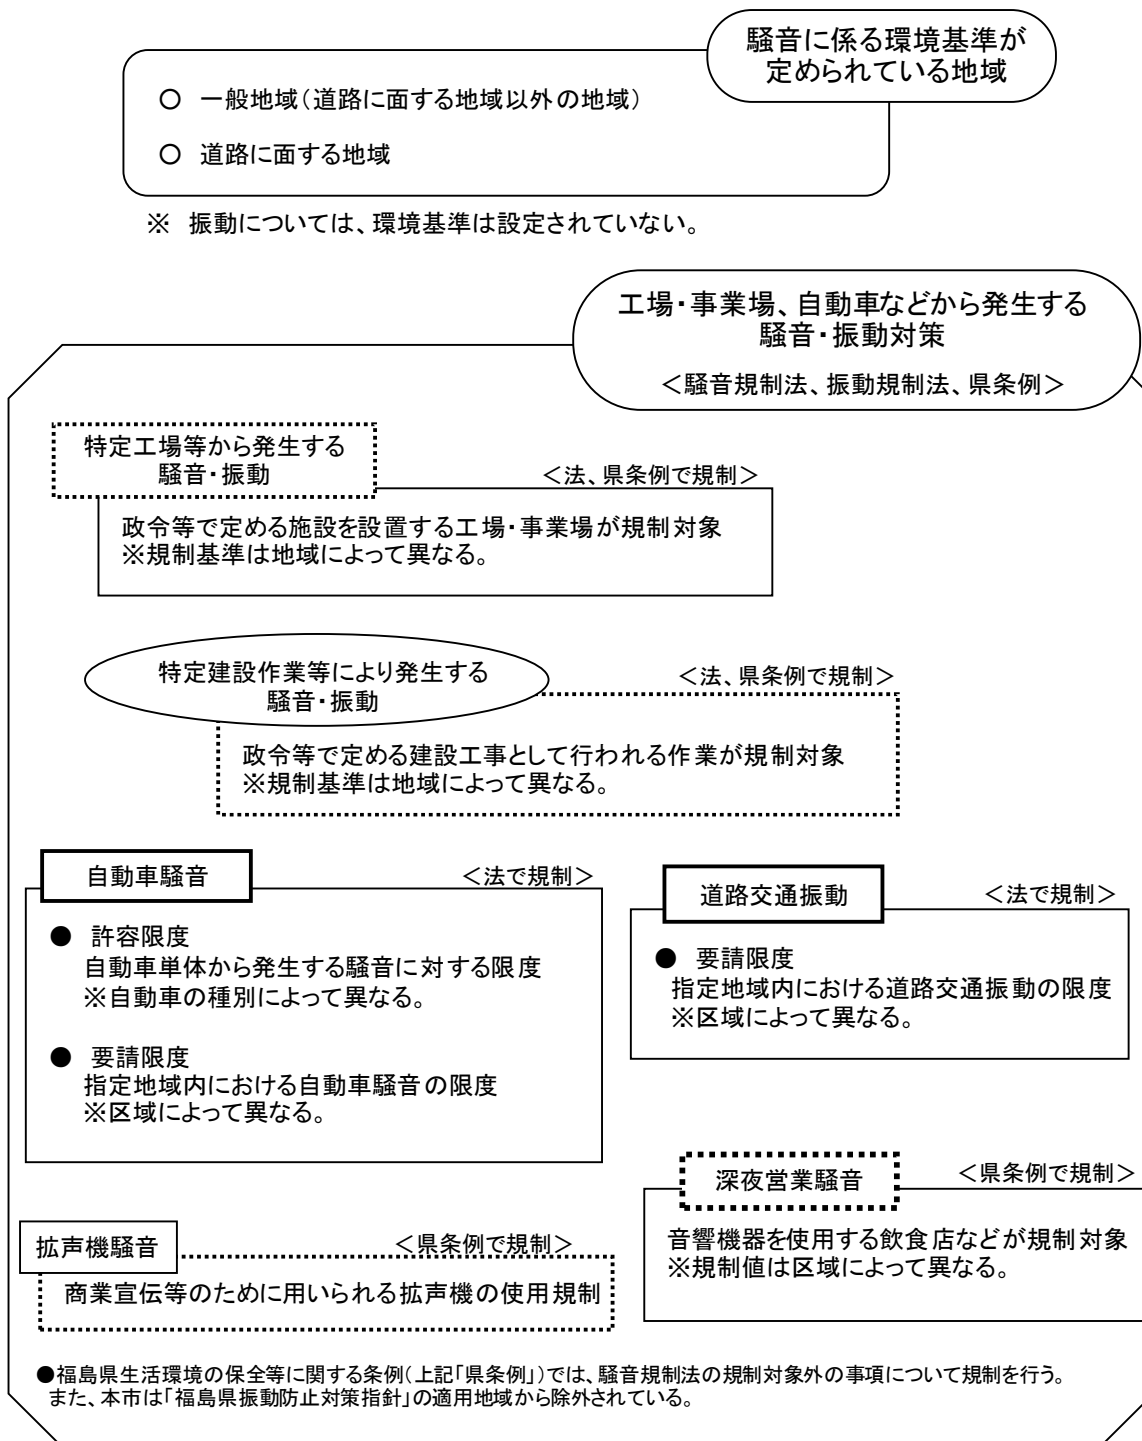 騒音に係る環境基準が
定められている地域
○ 一般地域(道路に面する地域以外の地域)
○ 道路に面する地域
※ 振動については、環境基準は設定されていない。
工場・事業場、自動車などから発生する
騒音・振動対策
<騒音規制法、振動規制法、県条例>
特定工場等から発生する
騒音・振動
<法、県条例で規制>
政令等で定める施設を設置する工場・事業場が規制対象
※規制基準は地域によって異なる。
特定建設作業等により発生する
騒音・振動
<法、県条例で規制>
政令等で定める建設工事として行われる作業が規制対象
※規制基準は地域によって異なる。
自動車騒音
<法で規制>
● 許容限度
自動車単体から発生する騒音に対する限度
※自動車の種別によって異なる。
● 要請限度
指定地域内における自動車騒音の限度
※区域によって異なる。
道路交通振動
<法で規制>
● 要請限度
指定地域内における道路交通振動の限度
※区域によって異なる。
深夜営業騒音
<県条例で規制>
音響機器を使用する飲食店などが規制対象
※規制値は区域によって異なる。
拡声機騒音
<県条例で規制>
商業宣伝等のために用いられる拡声機の使用規制
●福島県生活環境の保全等に関する条例(上記「県条例」)では、騒音規制法の規制対象外の事項について規制を行う。
また、本市は「福島県振動防止対策指針」の適用地域から除外されている。